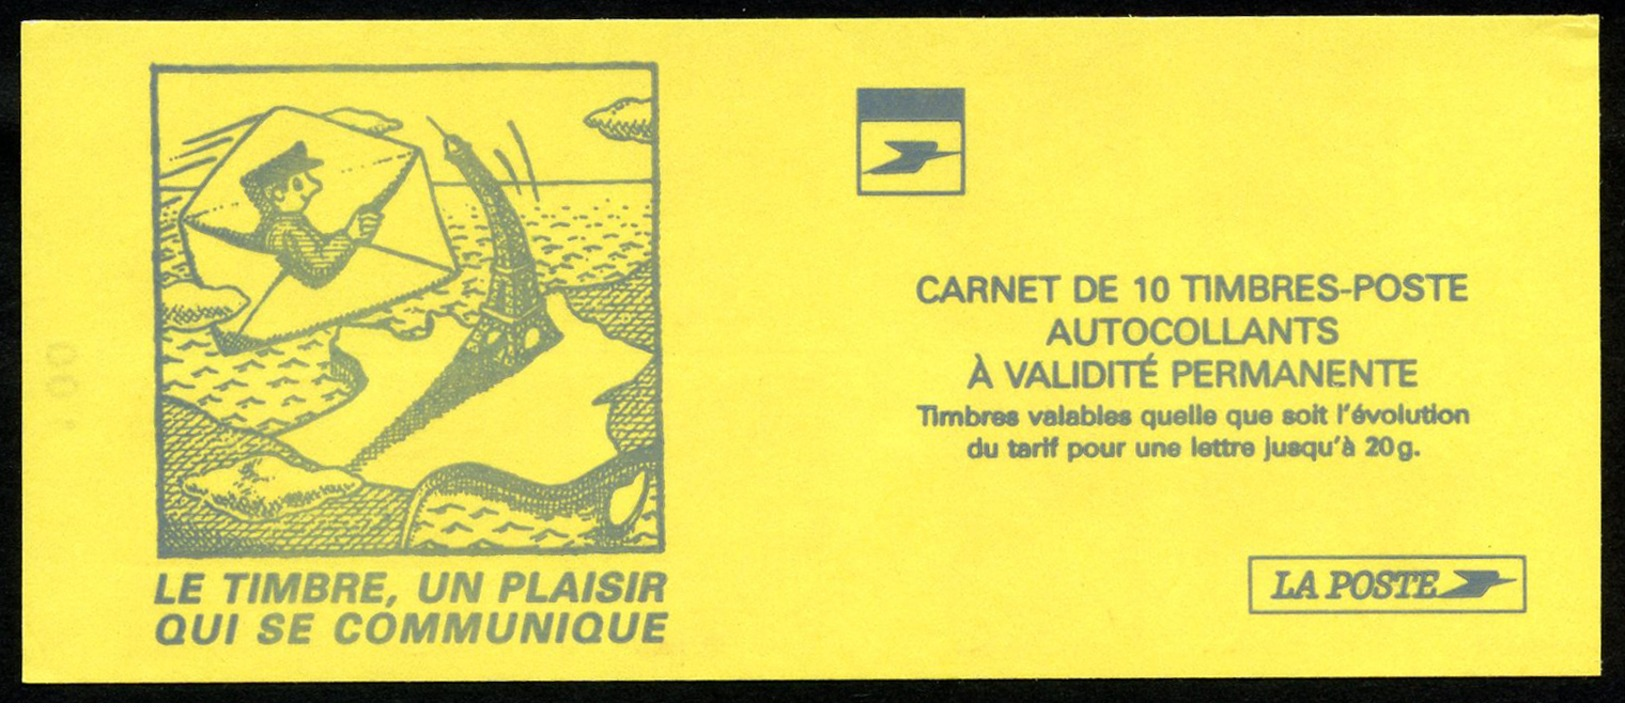 LE TIMBRE, UN PLAISIR
QUI SE COMMUNIQUE
CARNET DE 10 TIMBRES-POSTE
AUTOCOLLANTS
À VALIDITÉ PERMANENTE
Timbres valables quelle que soit l'évolution
du tarif pour une lettre jusqu'à 20 g.
LA POSTE